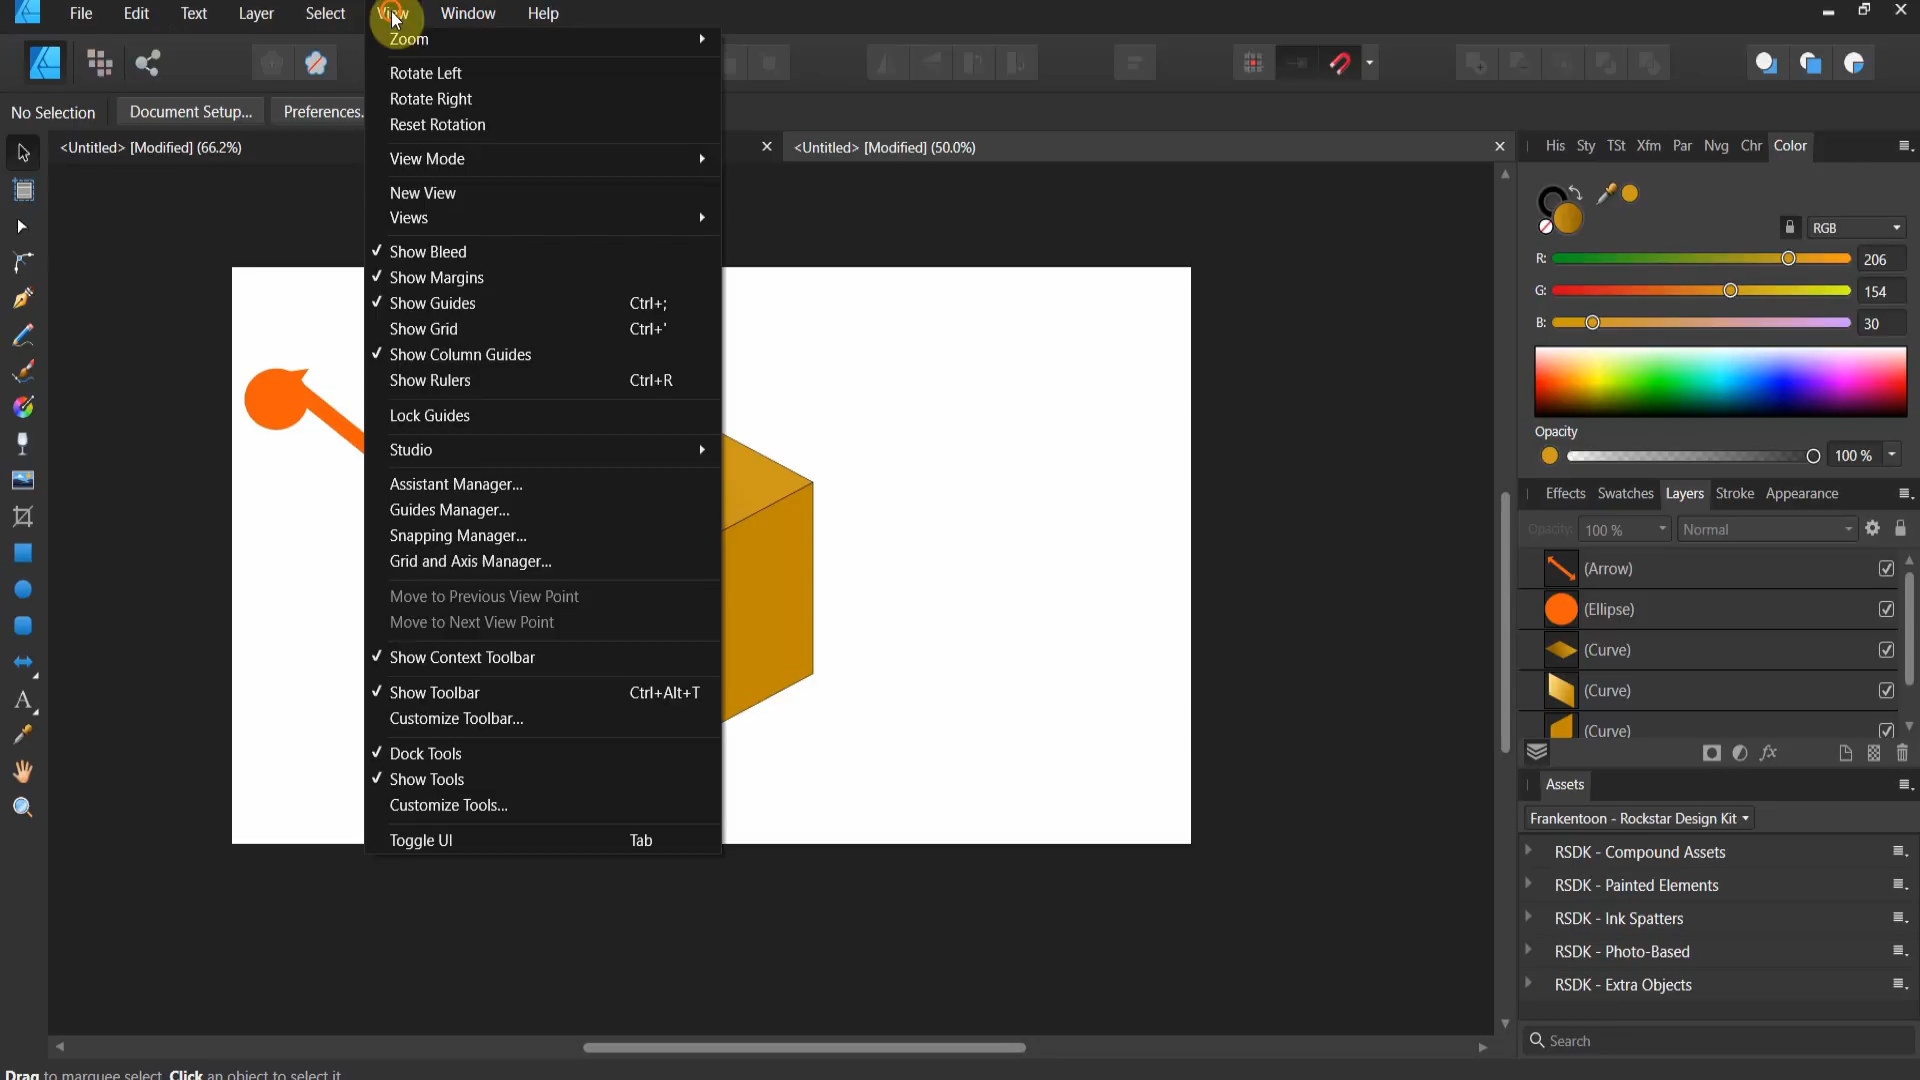 File Edit Text Layer Select View Window Help
No Selection Document Setup... Preferences...
<Untitled> [Modified] (66.2%)
<Untitled> [Modified] (50.0%)
Zoom
Rotate Left
Rotate Right
Reset Rotation
View Mode
New View
Views
Show Bleed
Show Margins
Show Guides Ctrl+;
Show Grid Ctrl+'
Show Column Guides
Show Rulers Ctrl+R
Lock Guides
Studio
Assistant Manager...
Guides Manager...
Snapping Manager...
Grid and Axis Manager...
Move to Previous View Point
Move to Next View Point
Show Context Toolbar
Show Toolbar Ctrl+Alt+T
Customize Toolbar...
Dock Tools
Show Tools
Customize Tools...
Toggle UI Tab
His Sty TSt Xfm Par Nvg Chr Color
RGB
R: 206
G: 154
B: 30
Opacity
100 %
Effects Swatches Layers Stroke Appearance
Opacity: 100 % Normal
(Arrow)
(Ellipse)
(Curve)
(Curve)
(Curve)
Assets
Frankentoon - Rockstar Design Kit
RSDK - Compound Assets
RSDK - Painted Elements
RSDK - Ink Spatters
RSDK - Photo-Based
RSDK - Extra Objects
Search
Drag to marquee select. Click an object to select it.